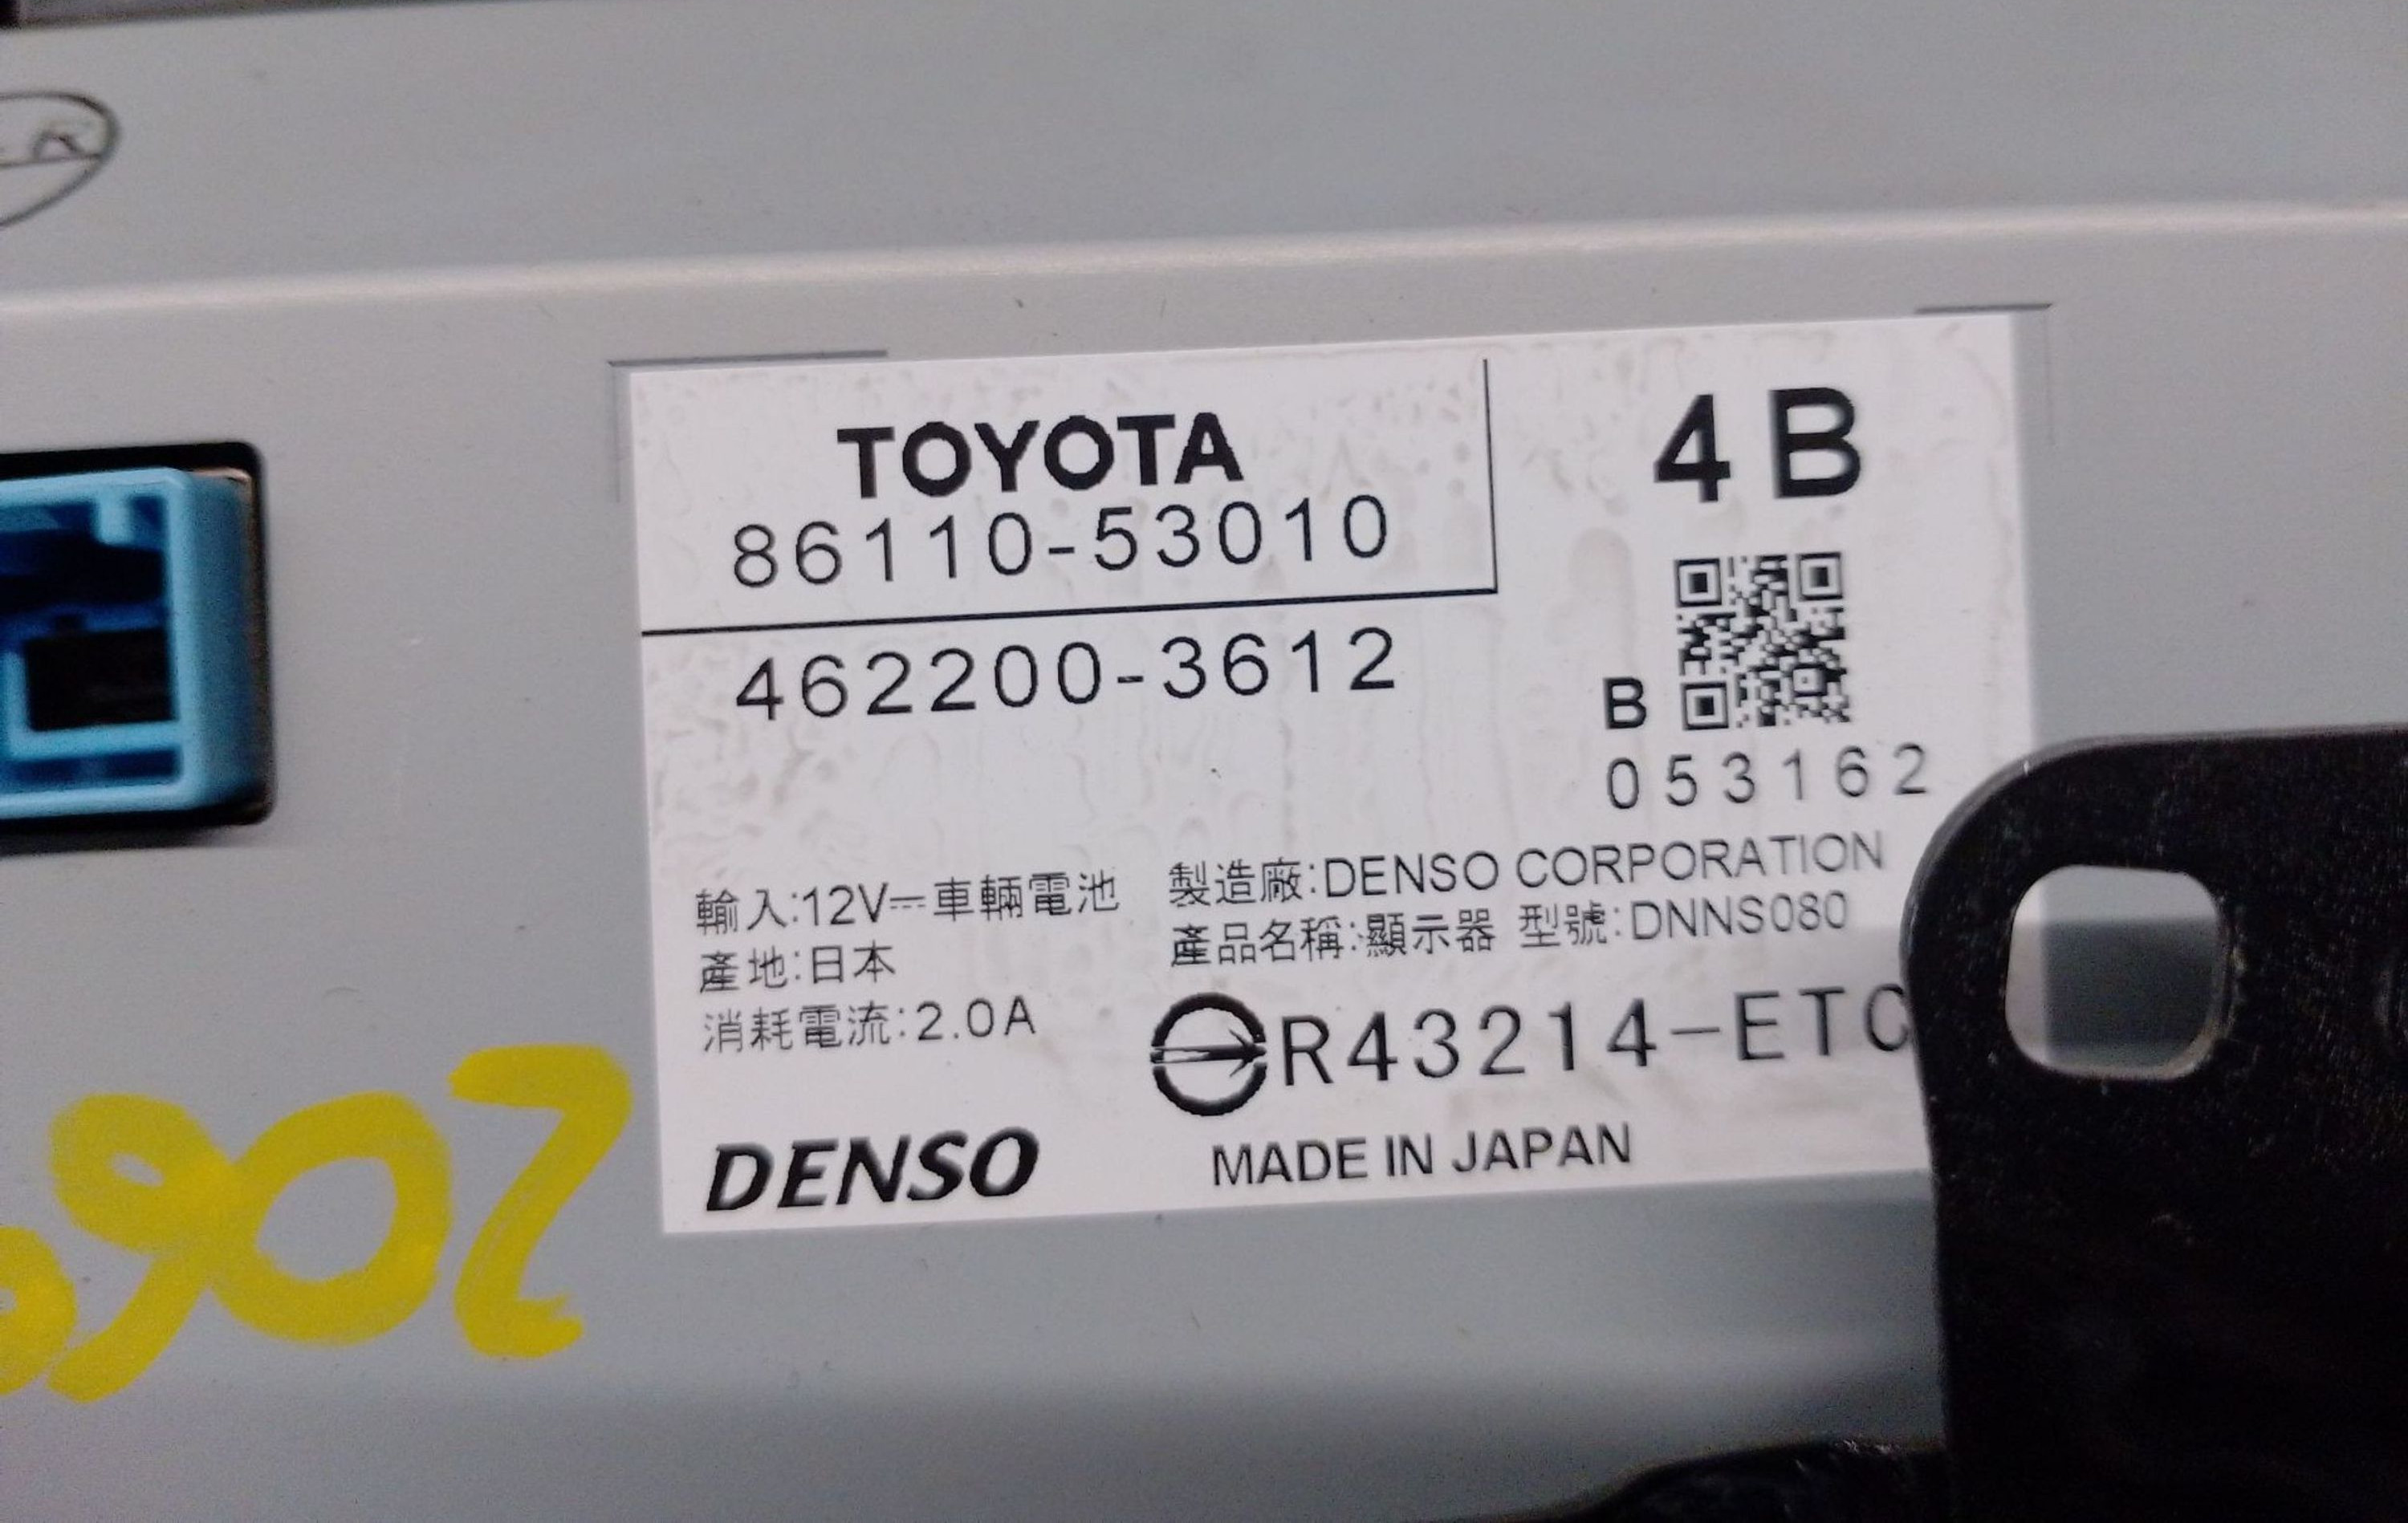 TOYOTA
86110-53010
4B
462200-3612
B
053162
輸入:12V⎓車輛電池
製造廠:DENSO CORPORATION
產地:日本
產品名稱:顯示器 型號:DNNS080
消耗電流:2.0A
R43214-ETC
DENSO
MADE IN JAPAN